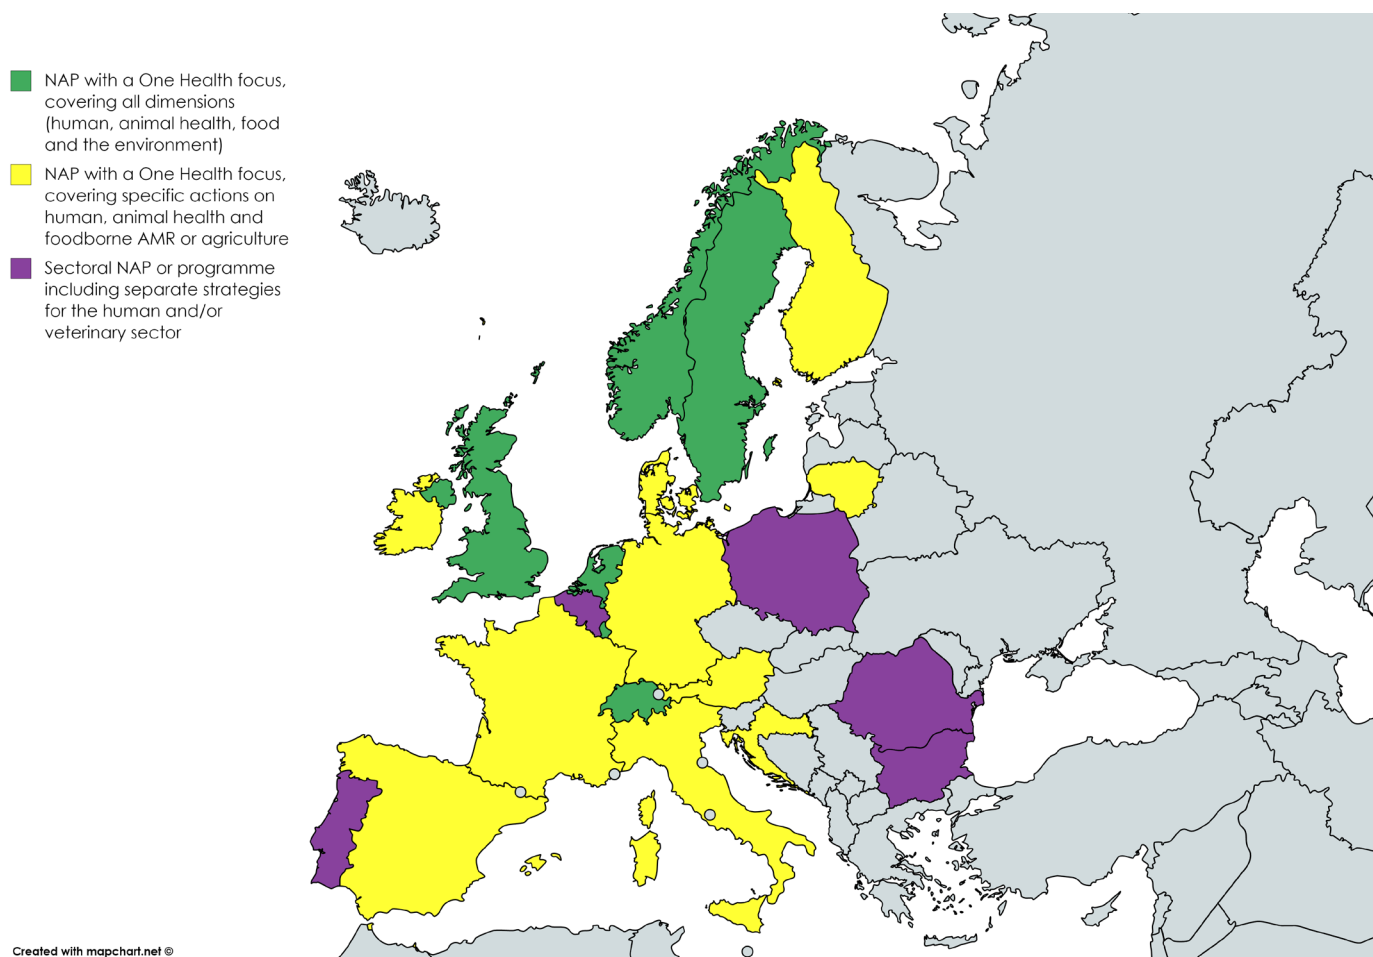 NAP with a One Health focus,
covering all dimensions
(human, animal health, food
and the environment)
NAP with a One Health focus,
covering specific actions on
human, animal health and
foodborne AMR or agriculture
Sectoral NAP or programme
including separate strategies
for the human and/or
veterinary sector
Created with mapchart.net ©